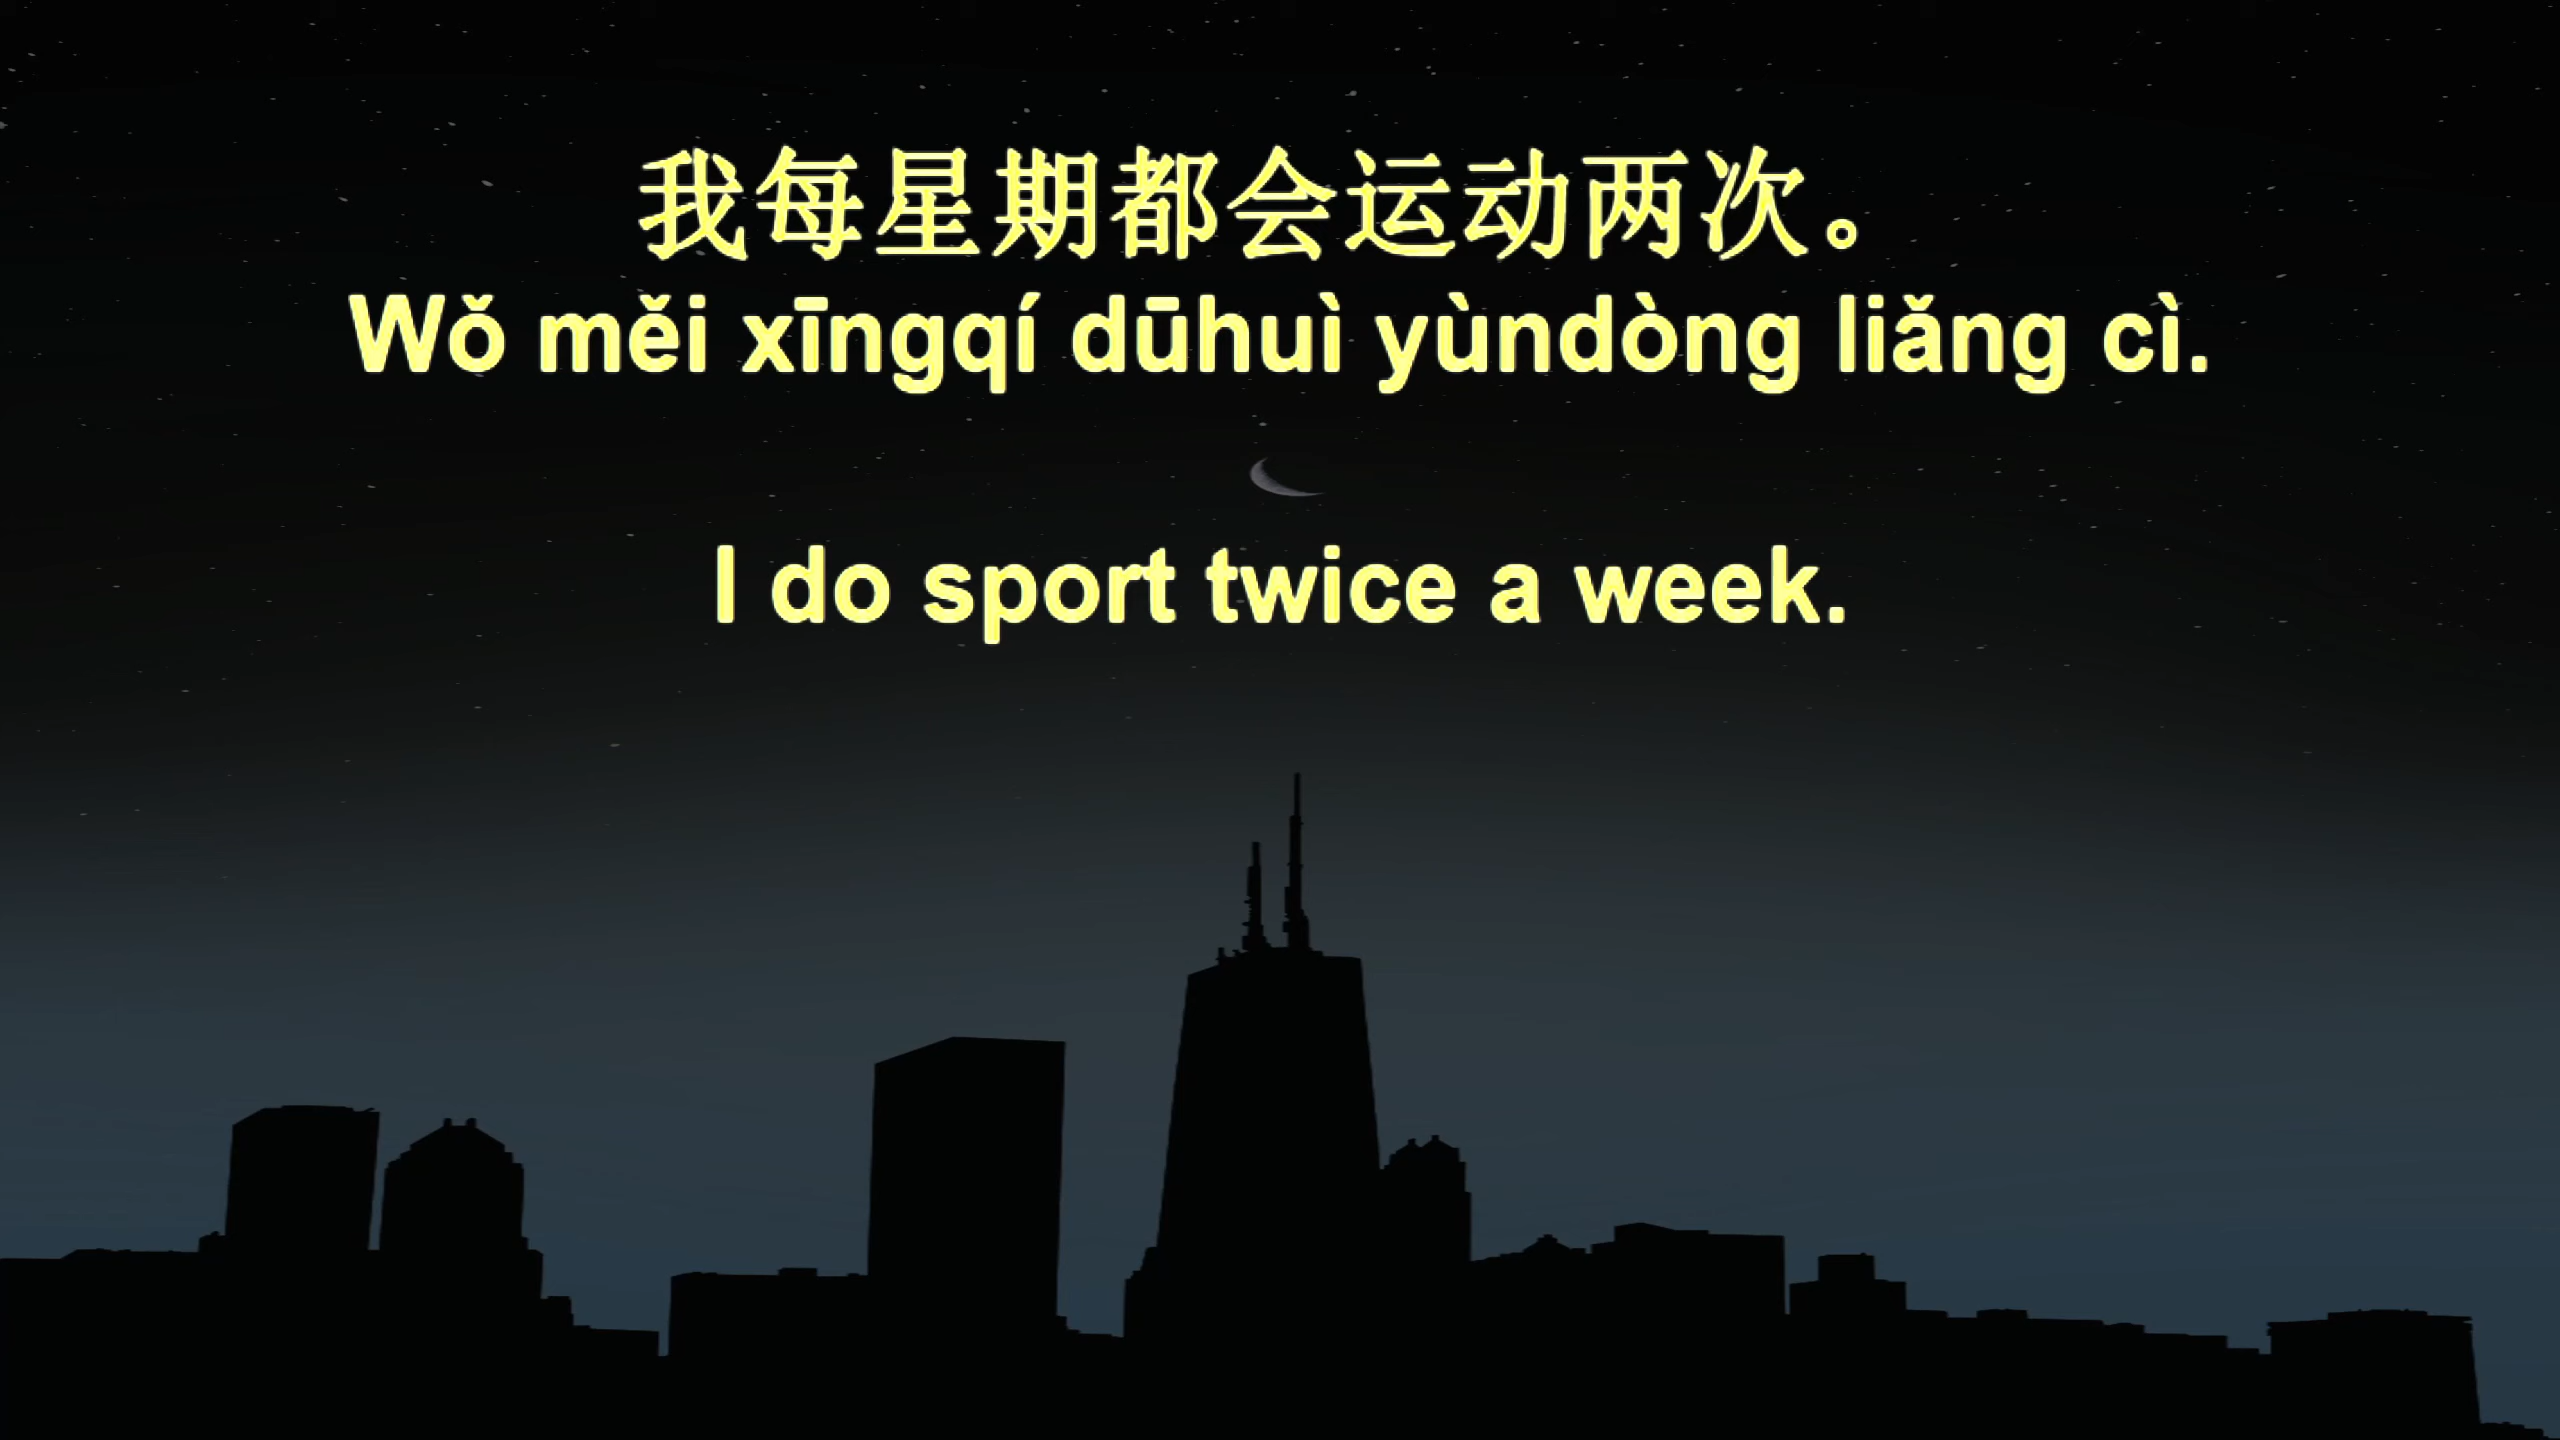 我每星期都会运动两次。
Wǒ měi xīngqí dūhuì yùndòng liǎng cì.
I do sport twice a week.